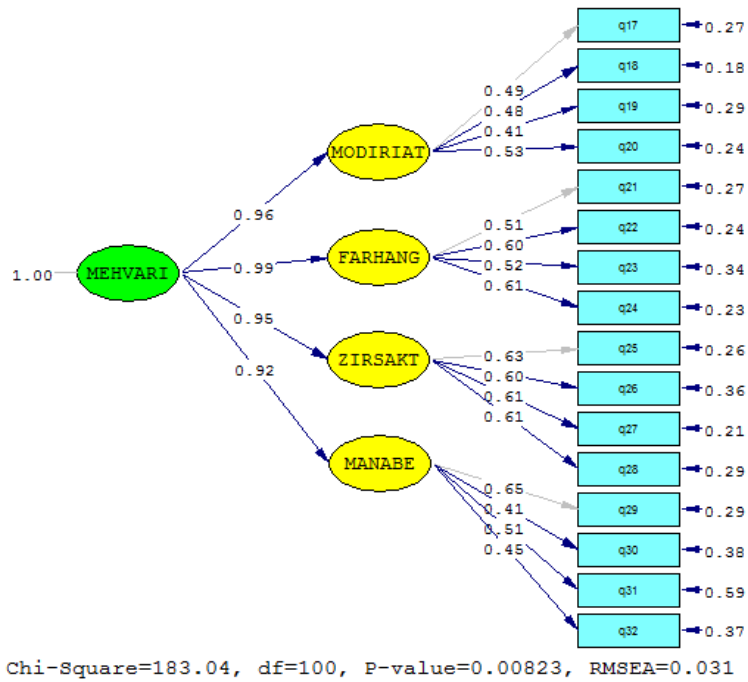 q17 0.27
q18 0.18
0.49
0.48
q19 0.29
0.41
MODIRIAT 0.53 q20 0.24
q21 0.27
0.96
0.51 q22 0.24
0.60
FARHANG 0.52 q23 0.34
1.00 MEHVARI 0.99
0.61
q24 0.23
0.95
q25 0.26
0.63
ZIRSAKT 0.60
0.92 0.61 q26 0.36
0.61
q27 0.21
MANABE q28 0.29
0.65
0.41 q29 0.29
0.51
0.45 q30 0.38
q31 0.59
q32 0.37
Chi-Square=183.04, df=100, P-value=0.00823, RMSEA=0.031